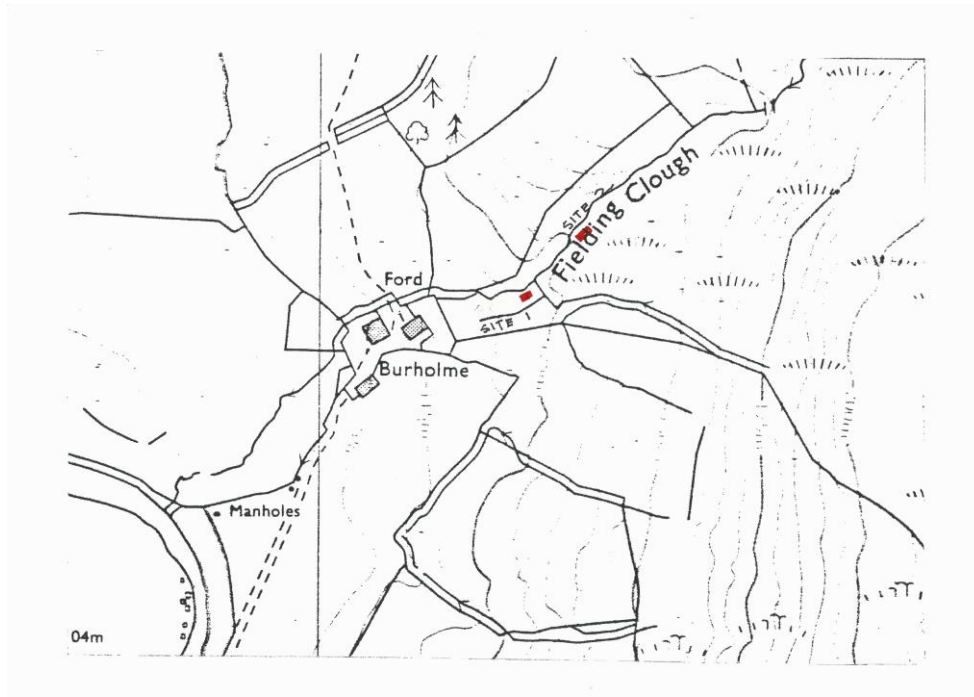 SITE 2
Fielding Clough
Ford
SITE 1
Burholme
Manholes
04m